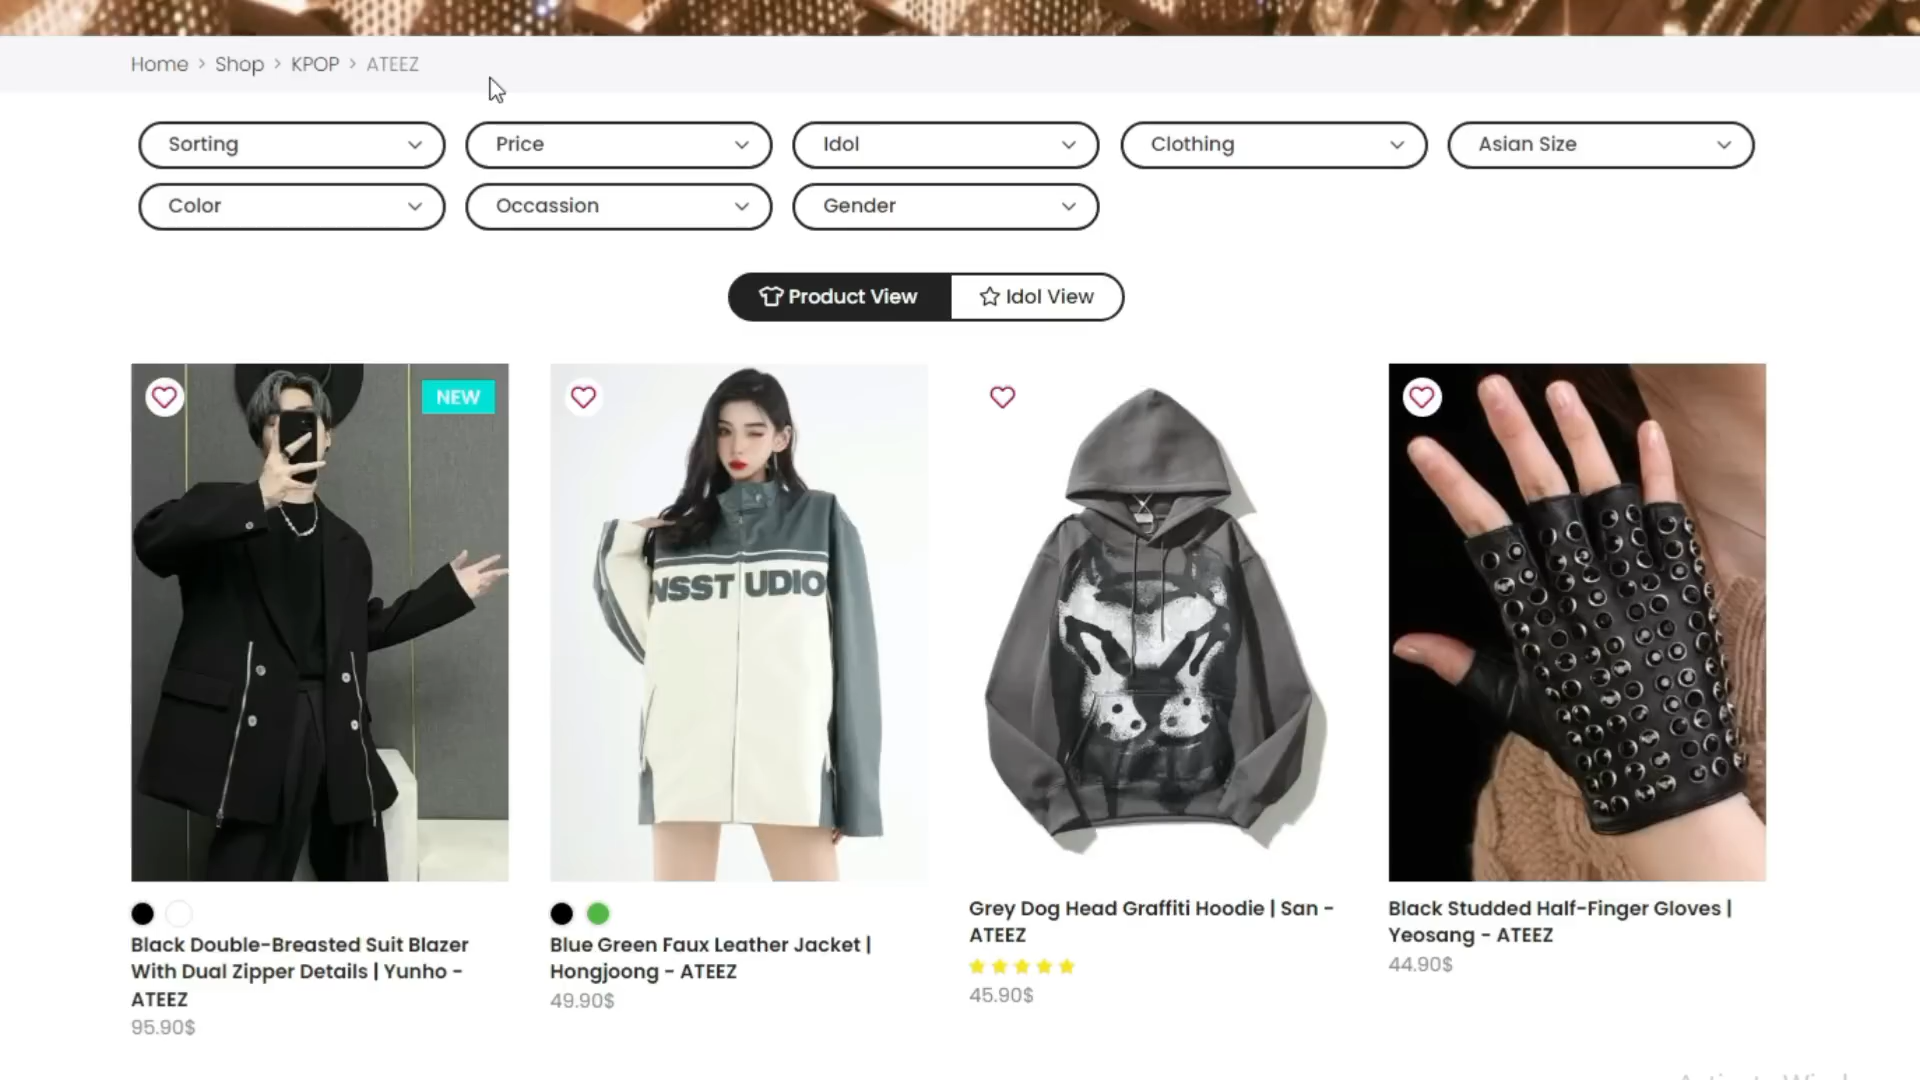 Home > Shop > KPOP > ATEEZ
Sorting
Price
Idol
Clothing
Asian Size
Color
Occassion
Gender
Product View
Idol View
NEW
NSST UDIO
Black Double-Breasted Suit Blazer
With Dual Zipper Details | Yunho -
ATEEZ
95.90$
Blue Green Faux Leather Jacket |
Hongjoong - ATEEZ
49.90$
Grey Dog Head Graffiti Hoodie | San -
ATEEZ
45.90$
Black Studded Half-Finger Gloves |
Yeosang - ATEEZ
44.90$